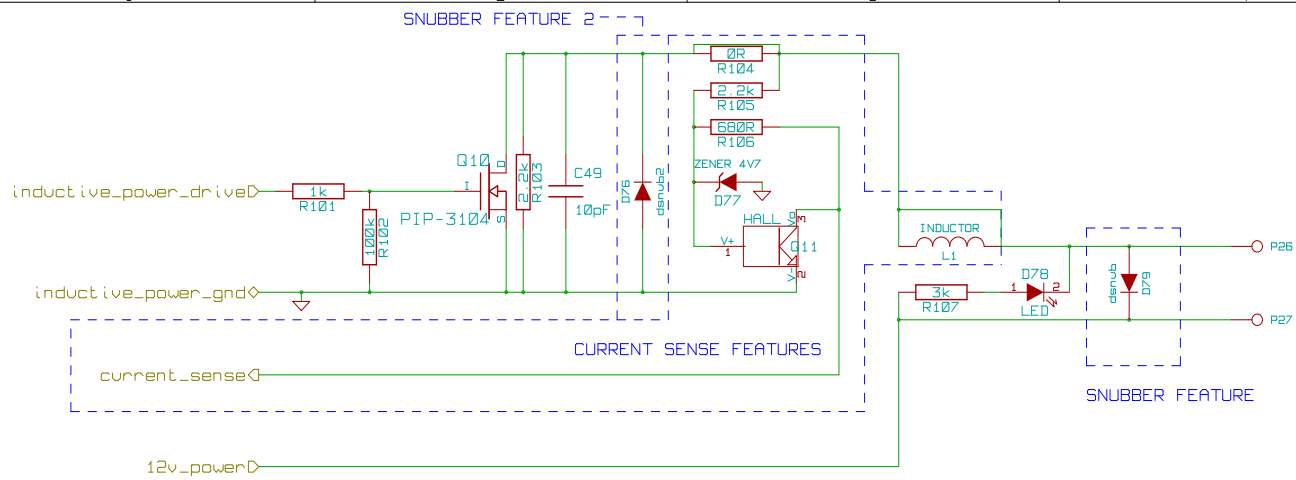 SNUBBER FEATURE 2
0R
R104
2.2k
R105
680R
R106
Q10
D
I
S
PIP-3104
2.2k
R103
C49
10pF
D76
dsnub2
ZENER 4V7
D77
HALL
V+
1
Vo
3
Q11
V-
2
inductive_power_drive
1k
R101
100k
R102
INDUCTOR
L1
P26
inductive_power_gnd
3k
R107
D78
1
2
LED
dsnub
D79
P27
CURRENT SENSE FEATURES
current_sense
SNUBBER FEATURE
12v_power